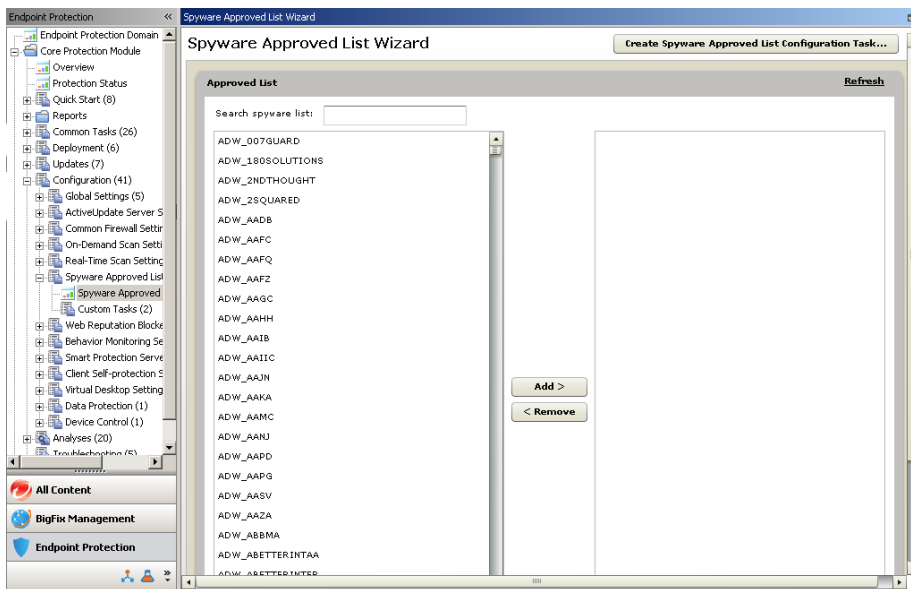 Endpoint Protection «
Spyware Approved List Wizard
Endpoint Protection Domain
Core Protection Module
Overview
Protection Status
Quick Start (8)
Reports
Common Tasks (26)
Deployment (6)
Updates (7)
Configuration (41)
Global Settings (5)
ActiveUpdate Server S
Common Firewall Settin
On-Demand Scan Setti
Real-Time Scan Setting
Spyware Approved List
Spyware Approved
Custom Tasks (2)
Web Reputation Blocke
Behavior Monitoring Se
Smart Protection Serve
Client Self-protection S
Virtual Desktop Setting
Data Protection (1)
Device Control (1)
Analyses (20)
Troubleshooting (5)
All Content
BigFix Management
Endpoint Protection
Spyware Approved List Wizard
Create Spyware Approved List Configuration Task...
Approved List
Refresh
Search spyware list:
ADW_007GUARD
ADW_180SOLUTIONS
ADW_2NDTHOUGHT
ADW_2SQUARED
ADW_AADB
ADW_AAFC
ADW_AAFQ
ADW_AAFZ
ADW_AAGC
ADW_AAHH
ADW_AAIB
ADW_AAIIC
ADW_AAJN
ADW_AAKA
ADW_AAMC
ADW_AANJ
ADW_AAPD
ADW_AAPG
ADW_AASV
ADW_AAZA
ADW_ABBMA
ADW_ABETTERINTAA
ADW_ABETTERINTER
Add >
< Remove